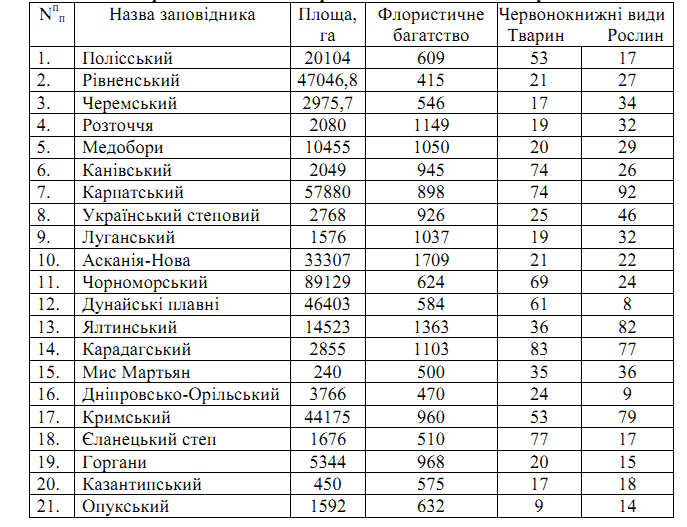 N п п Назва заповідника Площа, га Флористичне багатство Червонокнижні види Тварин Рослин
1. Поліський 20104 609 53 17
2. Рівненський 47046,8 415 21 27
3. Черемський 2975,7 546 17 34
4. Розточчя 2080 1149 19 32
5. Медобори 10455 1050 20 29
6. Канівський 2049 945 74 26
7. Карпатський 57880 898 74 92
8. Український степовий 2768 926 25 46
9. Луганський 1576 1037 19 32
10. Асканія-Нова 33307 1709 21 22
11. Чорноморський 89129 624 69 24
12. Дунайські плавні 46403 584 61 8
13. Ялтинський 14523 1363 36 82
14. Карадагський 2855 1103 83 77
15. Мис Мартьян 240 500 35 36
16. Дніпровсько-Орільський 3766 470 24 9
17. Кримський 44175 960 53 79
18. Єланецький степ 1676 510 77 17
19. Горгани 5344 968 20 15
20. Казантипський 450 575 17 18
21. Опукський 1592 632 9 14